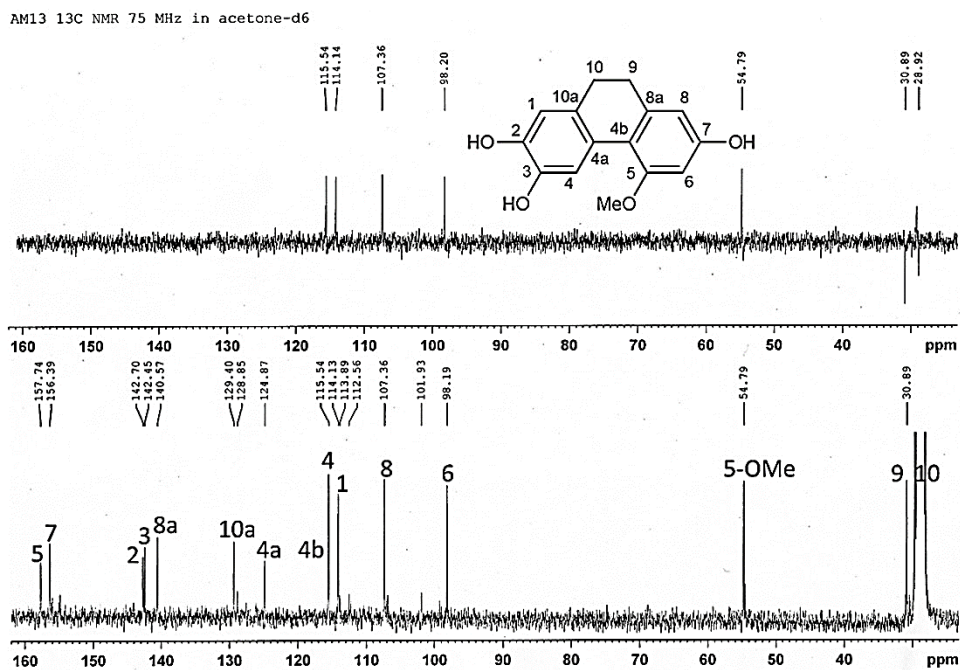 AM13 13C NMR 75 MHz in acetone-d6
115.54
114.14
107.36
98.20
54.79
30.89
28.92
10 9
1 10a 8a 8
HO 2 4b 7 OH
3 4a
4 5 6
HO MeO
160 150 140 130 120 110 100 90 80 70 60 50 40 ppm
157.74
156.39
142.70
142.45
140.57
129.40
128.85
124.87
115.54
114.13
113.89
112.56
107.36
101.93
98.19
54.79
30.89
5 7 2 3 8a 10a 4a 4b 4 1 8 6 5-OMe 9 10
160 150 140 130 120 110 100 90 80 70 60 50 40 ppm